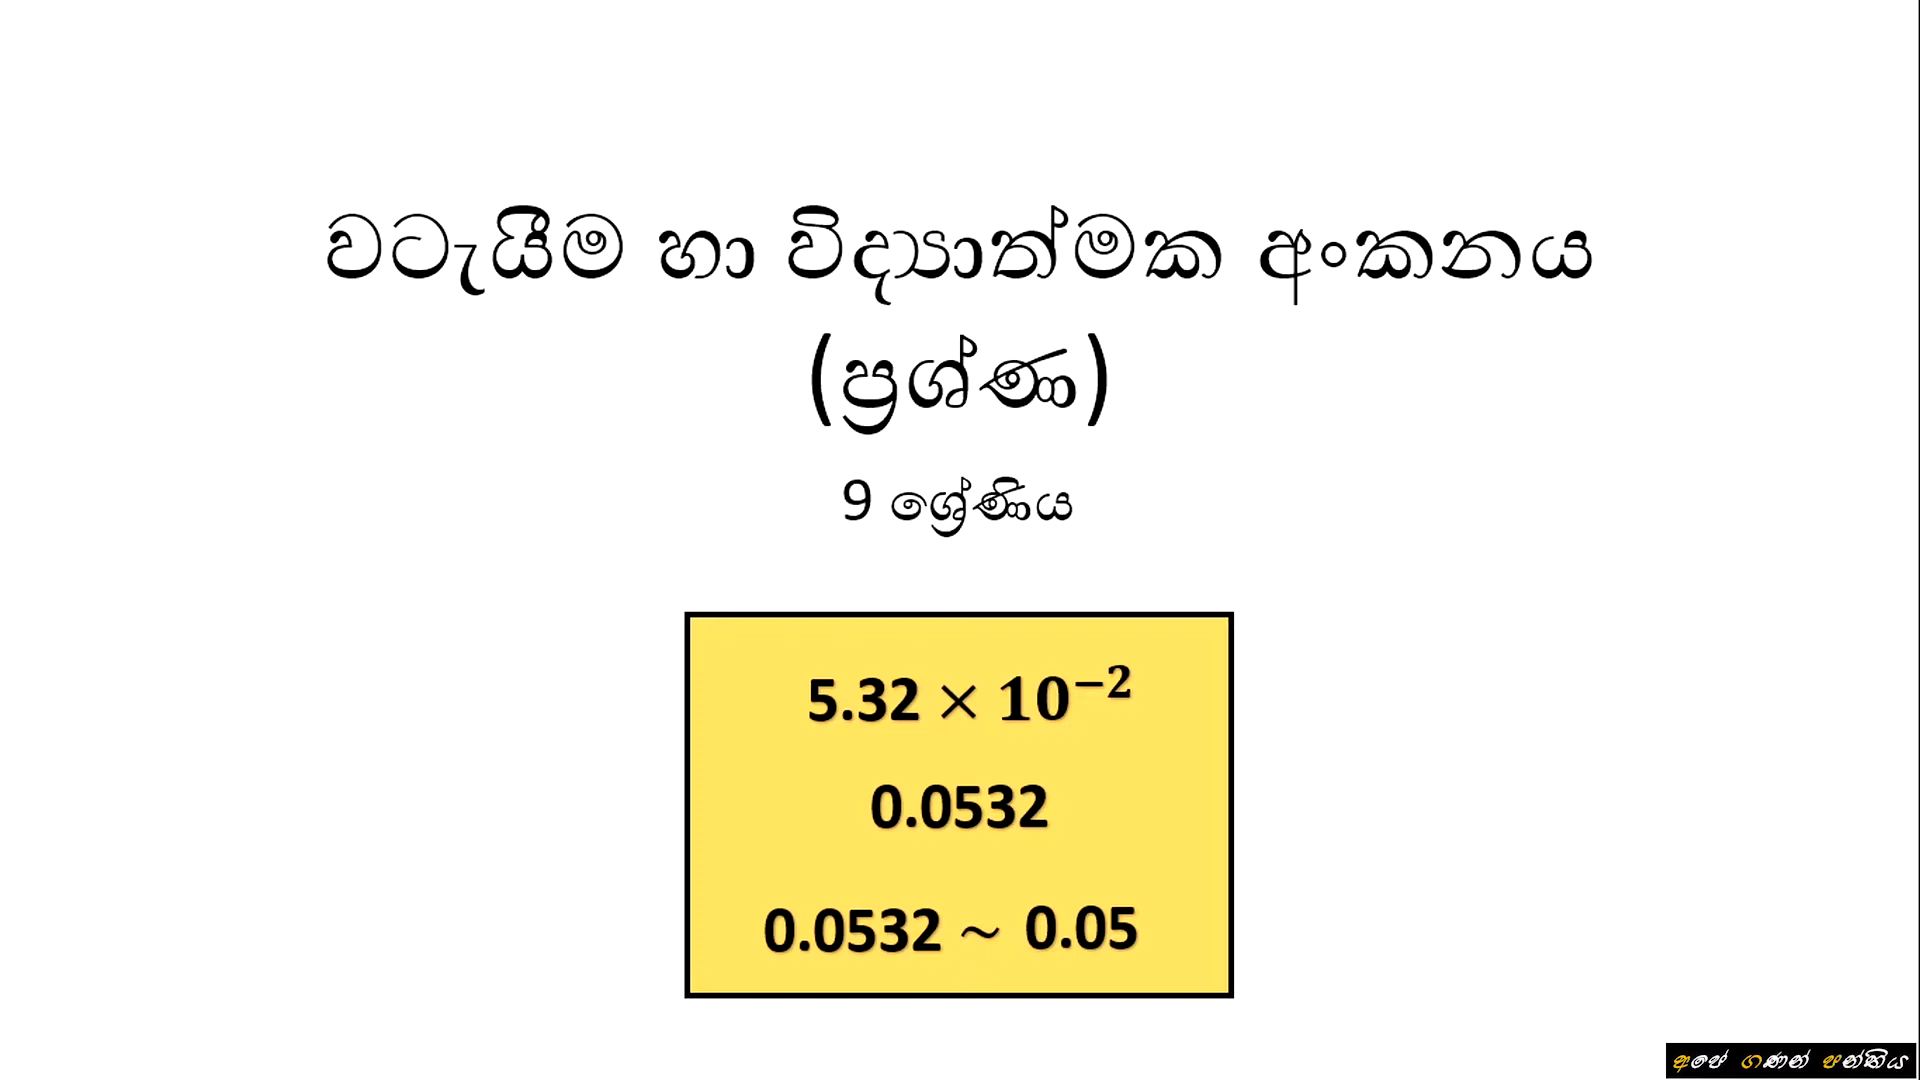 වටැයීම හා විද්‍යාත්මක අංකනය
(ප්‍රශ්ණ)
9 ශ්‍රේණිය
5.32 × 10⁻²
0.0532
0.0532 ~ 0.05
අපේ ගණන් පන්තිය